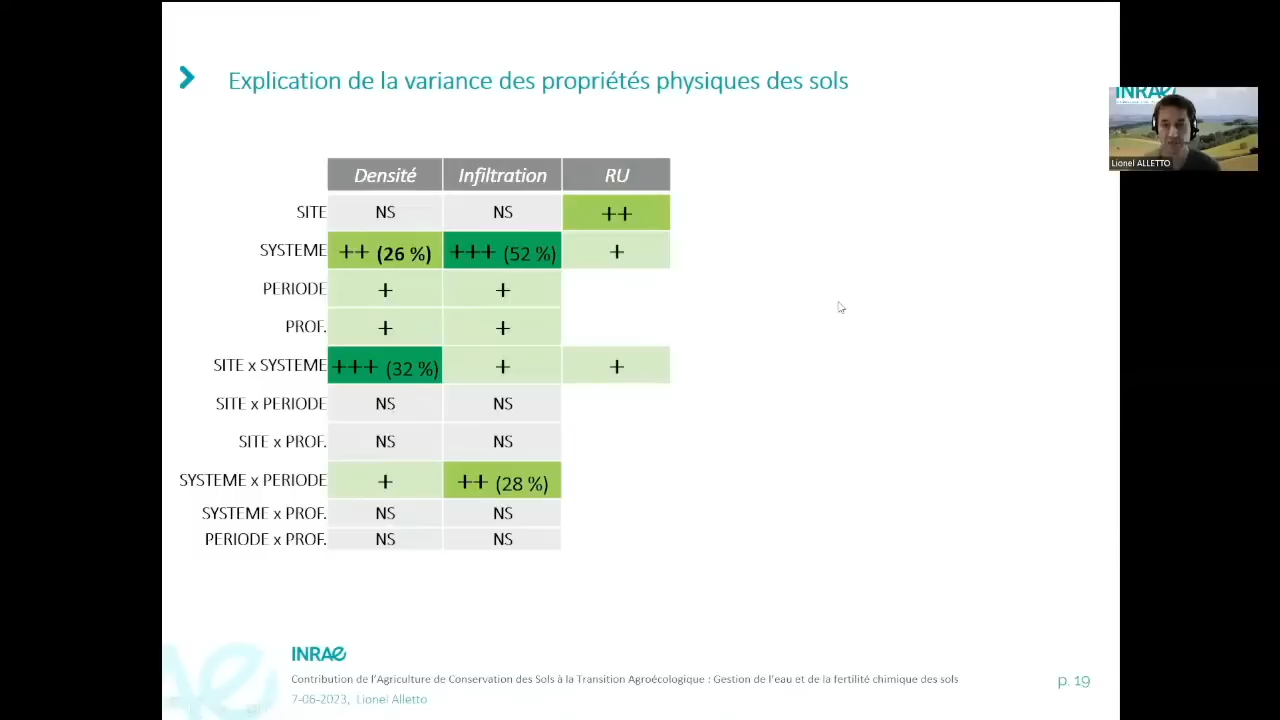 Explication de la variance des propriétés physiques des sols
INRAE
Lionel ALLETTO
Densité Infiltration RU
SITE NS NS ++
SYSTEME ++ (26 %) +++ (52 %) +
PERIODE + +
PROF. + +
SITE x SYSTEME +++ (32 %) + +
SITE x PERIODE NS NS
SITE x PROF. NS NS
SYSTEME x PERIODE + ++ (28 %)
SYSTEME x PROF. NS NS
PERIODE x PROF. NS NS
INRAE
Contribution de l'Agriculture de Conservation des Sols à la Transition Agroécologique : Gestion de l'eau et de la fertilité chimique des sols
7-06-2023, Lionel Alletto
p. 19